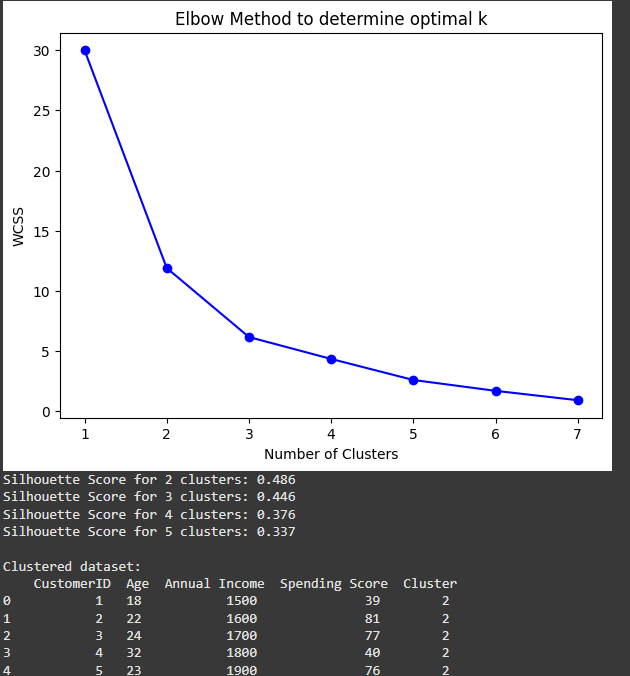 Elbow Method to determine optimal k
30
25
20
15
10
5
0
WCSS
1 2 3 4 5 6 7
Number of Clusters
Silhouette Score for 2 clusters: 0.486
Silhouette Score for 3 clusters: 0.446
Silhouette Score for 4 clusters: 0.376
Silhouette Score for 5 clusters: 0.337
Clustered dataset:
CustomerID Age Annual Income Spending Score Cluster
0 1 18 1500 39 2
1 2 22 1600 81 2
2 3 24 1700 77 2
3 4 32 1800 40 2
4 5 23 1900 76 2